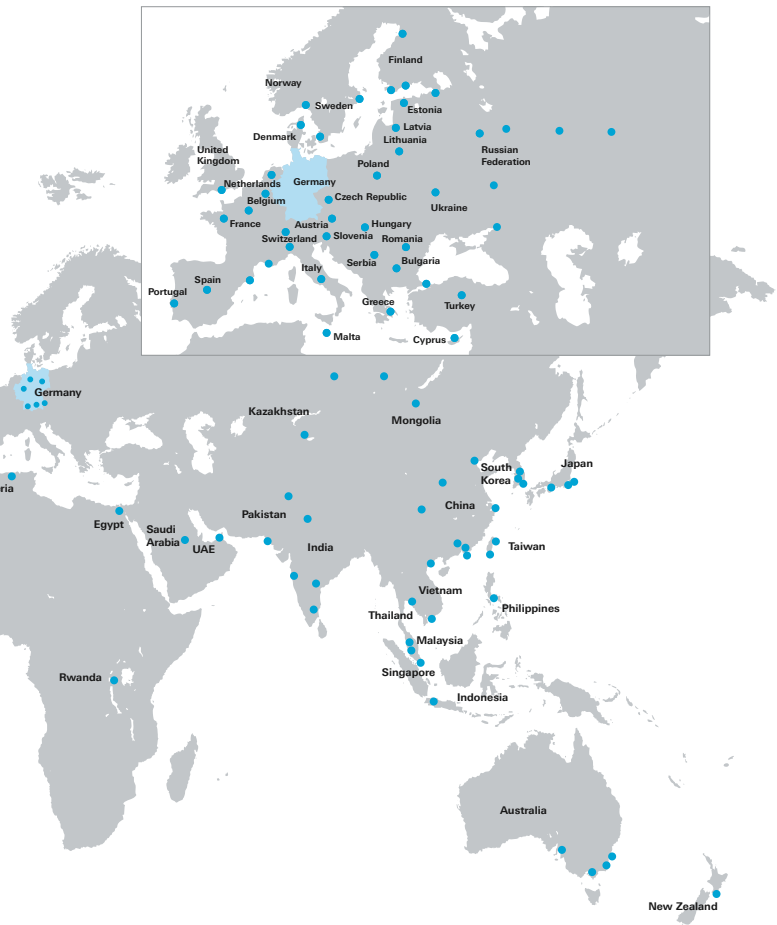 Finland
Norway
Sweden
Estonia
Denmark
Latvia
Lithuania
United
Kingdom
Russian
Federation
Poland
Netherlands
Germany
Belgium
Czech Republic
Ukraine
France
Austria
Hungary
Switzerland
Slovenia
Romania
Serbia
Bulgaria
Italy
Spain
Portugal
Greece
Turkey
Malta
Cyprus
Germany
Kazakhstan
Mongolia
South
Korea
Japan
ria
China
Pakistan
Egypt
Saudi
Arabia
UAE
India
Taiwan
Vietnam
Philippines
Thailand
Malaysia
Singapore
Rwanda
Indonesia
Australia
New Zealand